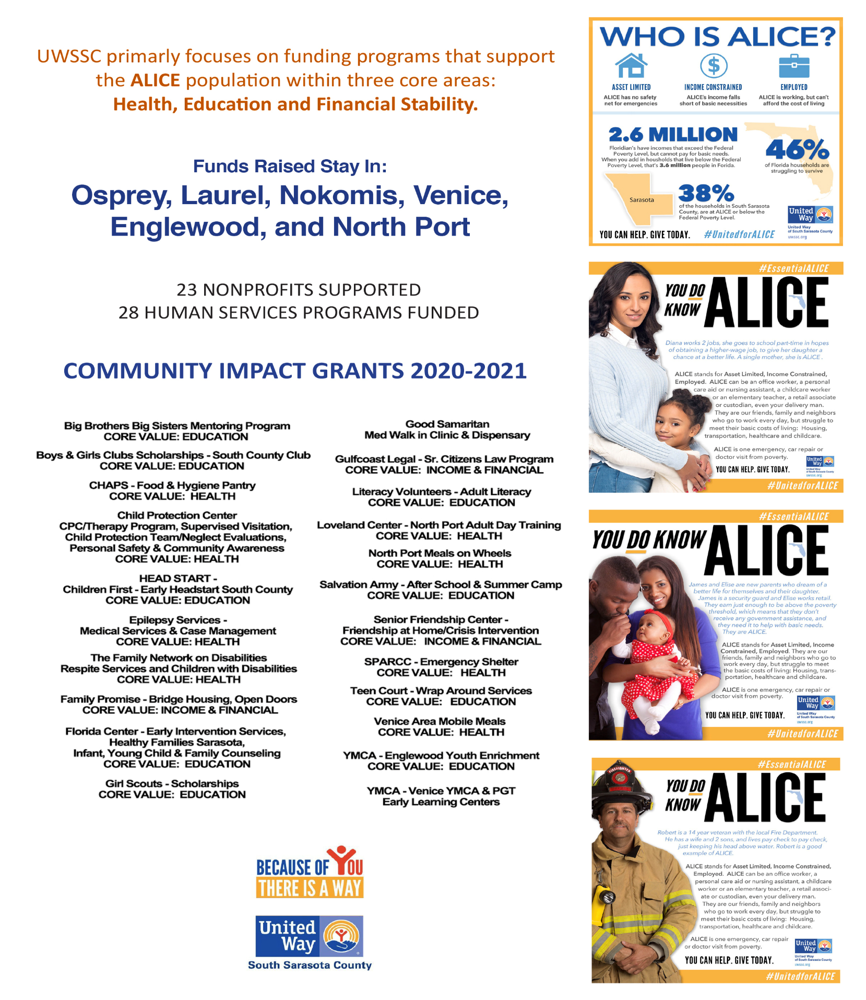 UWSSC primarly focuses on funding programs that support
the ALICE population within three core areas:
Health, Education and Financial Stability.
Funds Raised Stay In:
Osprey, Laurel, Nokomis, Venice,
Englewood, and North Port
23 NONPROFITS SUPPORTED
28 HUMAN SERVICES PROGRAMS FUNDED
COMMUNITY IMPACT GRANTS 2020-2021
Big Brothers Big Sisters Mentoring Program
CORE VALUE: EDUCATION
Boys & Girls Clubs Scholarships - South County Club
CORE VALUE: EDUCATION
CHAPS - Food & Hygiene Pantry
CORE VALUE: HEALTH
Child Protection Center
CPC/Therapy Program, Supervised Visitation,
Child Protection Team/Neglect Evaluations,
Personal Safety & Community Awareness
CORE VALUE: HEALTH
HEAD START -
Children First - Early Headstart South County
CORE VALUE: EDUCATION
Epilepsy Services -
Medical Services & Case Management
CORE VALUE: HEALTH
The Family Network on Disabilities
Respite Services and Children with Disabilities
CORE VALUE: HEALTH
Family Promise - Bridge Housing, Open Doors
CORE VALUE: INCOME & FINANCIAL
Florida Center - Early Intervention Services,
Healthy Families Sarasota,
Infant, Young Child & Family Counseling
CORE VALUE: EDUCATION
Girl Scouts - Scholarships
CORE VALUE: EDUCATION
Good Samaritan
Med Walk in Clinic & Dispensary
Gulfcoast Legal - Sr. Citizens Law Program
CORE VALUE: INCOME & FINANCIAL
Literacy Volunteers - Adult Literacy
CORE VALUE: EDUCATION
Loveland Center - North Port Adult Day Training
CORE VALUE: HEALTH
North Port Meals on Wheels
CORE VALUE: HEALTH
Salvation Army - After School & Summer Camp
CORE VALUE: EDUCATION
Senior Friendship Center -
Friendship at Home/Crisis Intervention
CORE VALUE: INCOME & FINANCIAL
SPARCC - Emergency Shelter
CORE VALUE: HEALTH
Teen Court - Wrap Around Services
CORE VALUE: EDUCATION
Venice Area Mobile Meals
CORE VALUE: HEALTH
YMCA - Englewood Youth Enrichment
CORE VALUE: EDUCATION
YMCA - Venice YMCA & PGT
Early Learning Centers
BECAUSE OF YOU
THERE IS A WAY
United
Way
®
South Sarasota County
WHO IS ALICE?
$
ASSET LIMITED
ALICE has no safety
net for emergencies
INCOME CONSTRAINED
ALICE's income falls
short of basic necessities
EMPLOYED
ALICE is working, but can't
afford the cost of living
2.6 MILLION
Floridian's have incomes that exceed the Federal
Poverty Level, but cannot pay for basic needs.
When you add in housholds that live below the Federal
Poverty Level, that's 3.6 million people in Forida.
46%
of Florida households are
struggling to survive
Sarasota
38%
of the households in South Sarasota
County, are at ALICE or below the
Federal Poverty Level.
YOU CAN HELP. GIVE TODAY.
#UnitedforALICE
United
Way
United Way
of South Sarasota County
uwssc.org
#EssentialALICE
YOU DO
KNOW
ALICE
Diana works 2 jobs, she goes to school part-time in hopes
of obtaining a higher-wage job, to give her daughter a
chance at a better life. A single mother, she is ALICE .
ALICE stands for Asset Limited, Income Constrained,
Employed. ALICE can be an office worker, a personal
care aid or nursing assistant, a childcare worker
or an elementary teacher, a retail associate
or custodian, even your delivery man.
They are our friends, family and neighbors
who go to work every day, but struggle to
meet their basic costs of living: Housing,
transportation, healthcare and childcare.
ALICE is one emergency, car repair or
doctor visit from poverty.
YOU CAN HELP. GIVE TODAY.
United
Way
United Way
of South Sarasota County
uwssc.org
#UnitedforALICE
#EssentialALICE
YOU DO KNOW
ALICE
James and Elise are new parents who dream of a
better life for themselves and their daughter.
James is a security guard and Elise works retail.
They earn just enough to be above the poverty
threshold, which means that they don't
receive any government assistance, and
they need it to help with basic needs.
They are ALICE.
ALICE stands for Asset Limited, Income
Constrained, Employed. They are our
friends, family and neighbors who go to
work every day, but struggle to meet
the basic costs of living: Housing, trans-
portation, healthcare and childcare.
ALICE is one emergency, car repair or
doctor visit from poverty.
YOU CAN HELP. GIVE TODAY.
United
Way
United Way
of South Sarasota County
uwssc.org
#UnitedforALICE
#EssentialALICE
FIREFIGHTER
YOU DO
KNOW
ALICE
Robert is a 14 year veteran with the local Fire Department.
He has a wife and 2 sons, and lives pay check to pay check,
just keeping his head above water. Robert is a good
example of ALICE.
ALICE stands for Asset Limited, Income Constrained,
Employed. ALICE can be an office worker, a
personal care aid or nursing assistant, a childcare
worker or an elementary teacher, a retail associ-
ate or custodian, even your delivery man.
They are our friends, family and neighbors
who go to work every day, but struggle to
meet their basic costs of living: Housing,
transportation, healthcare and childcare.
ALICE is one emergency, car repair
or doctor visit from poverty.
YOU CAN HELP. GIVE TODAY.
United
Way
United Way
of South Sarasota County
uwssc.org
#UnitedforALICE